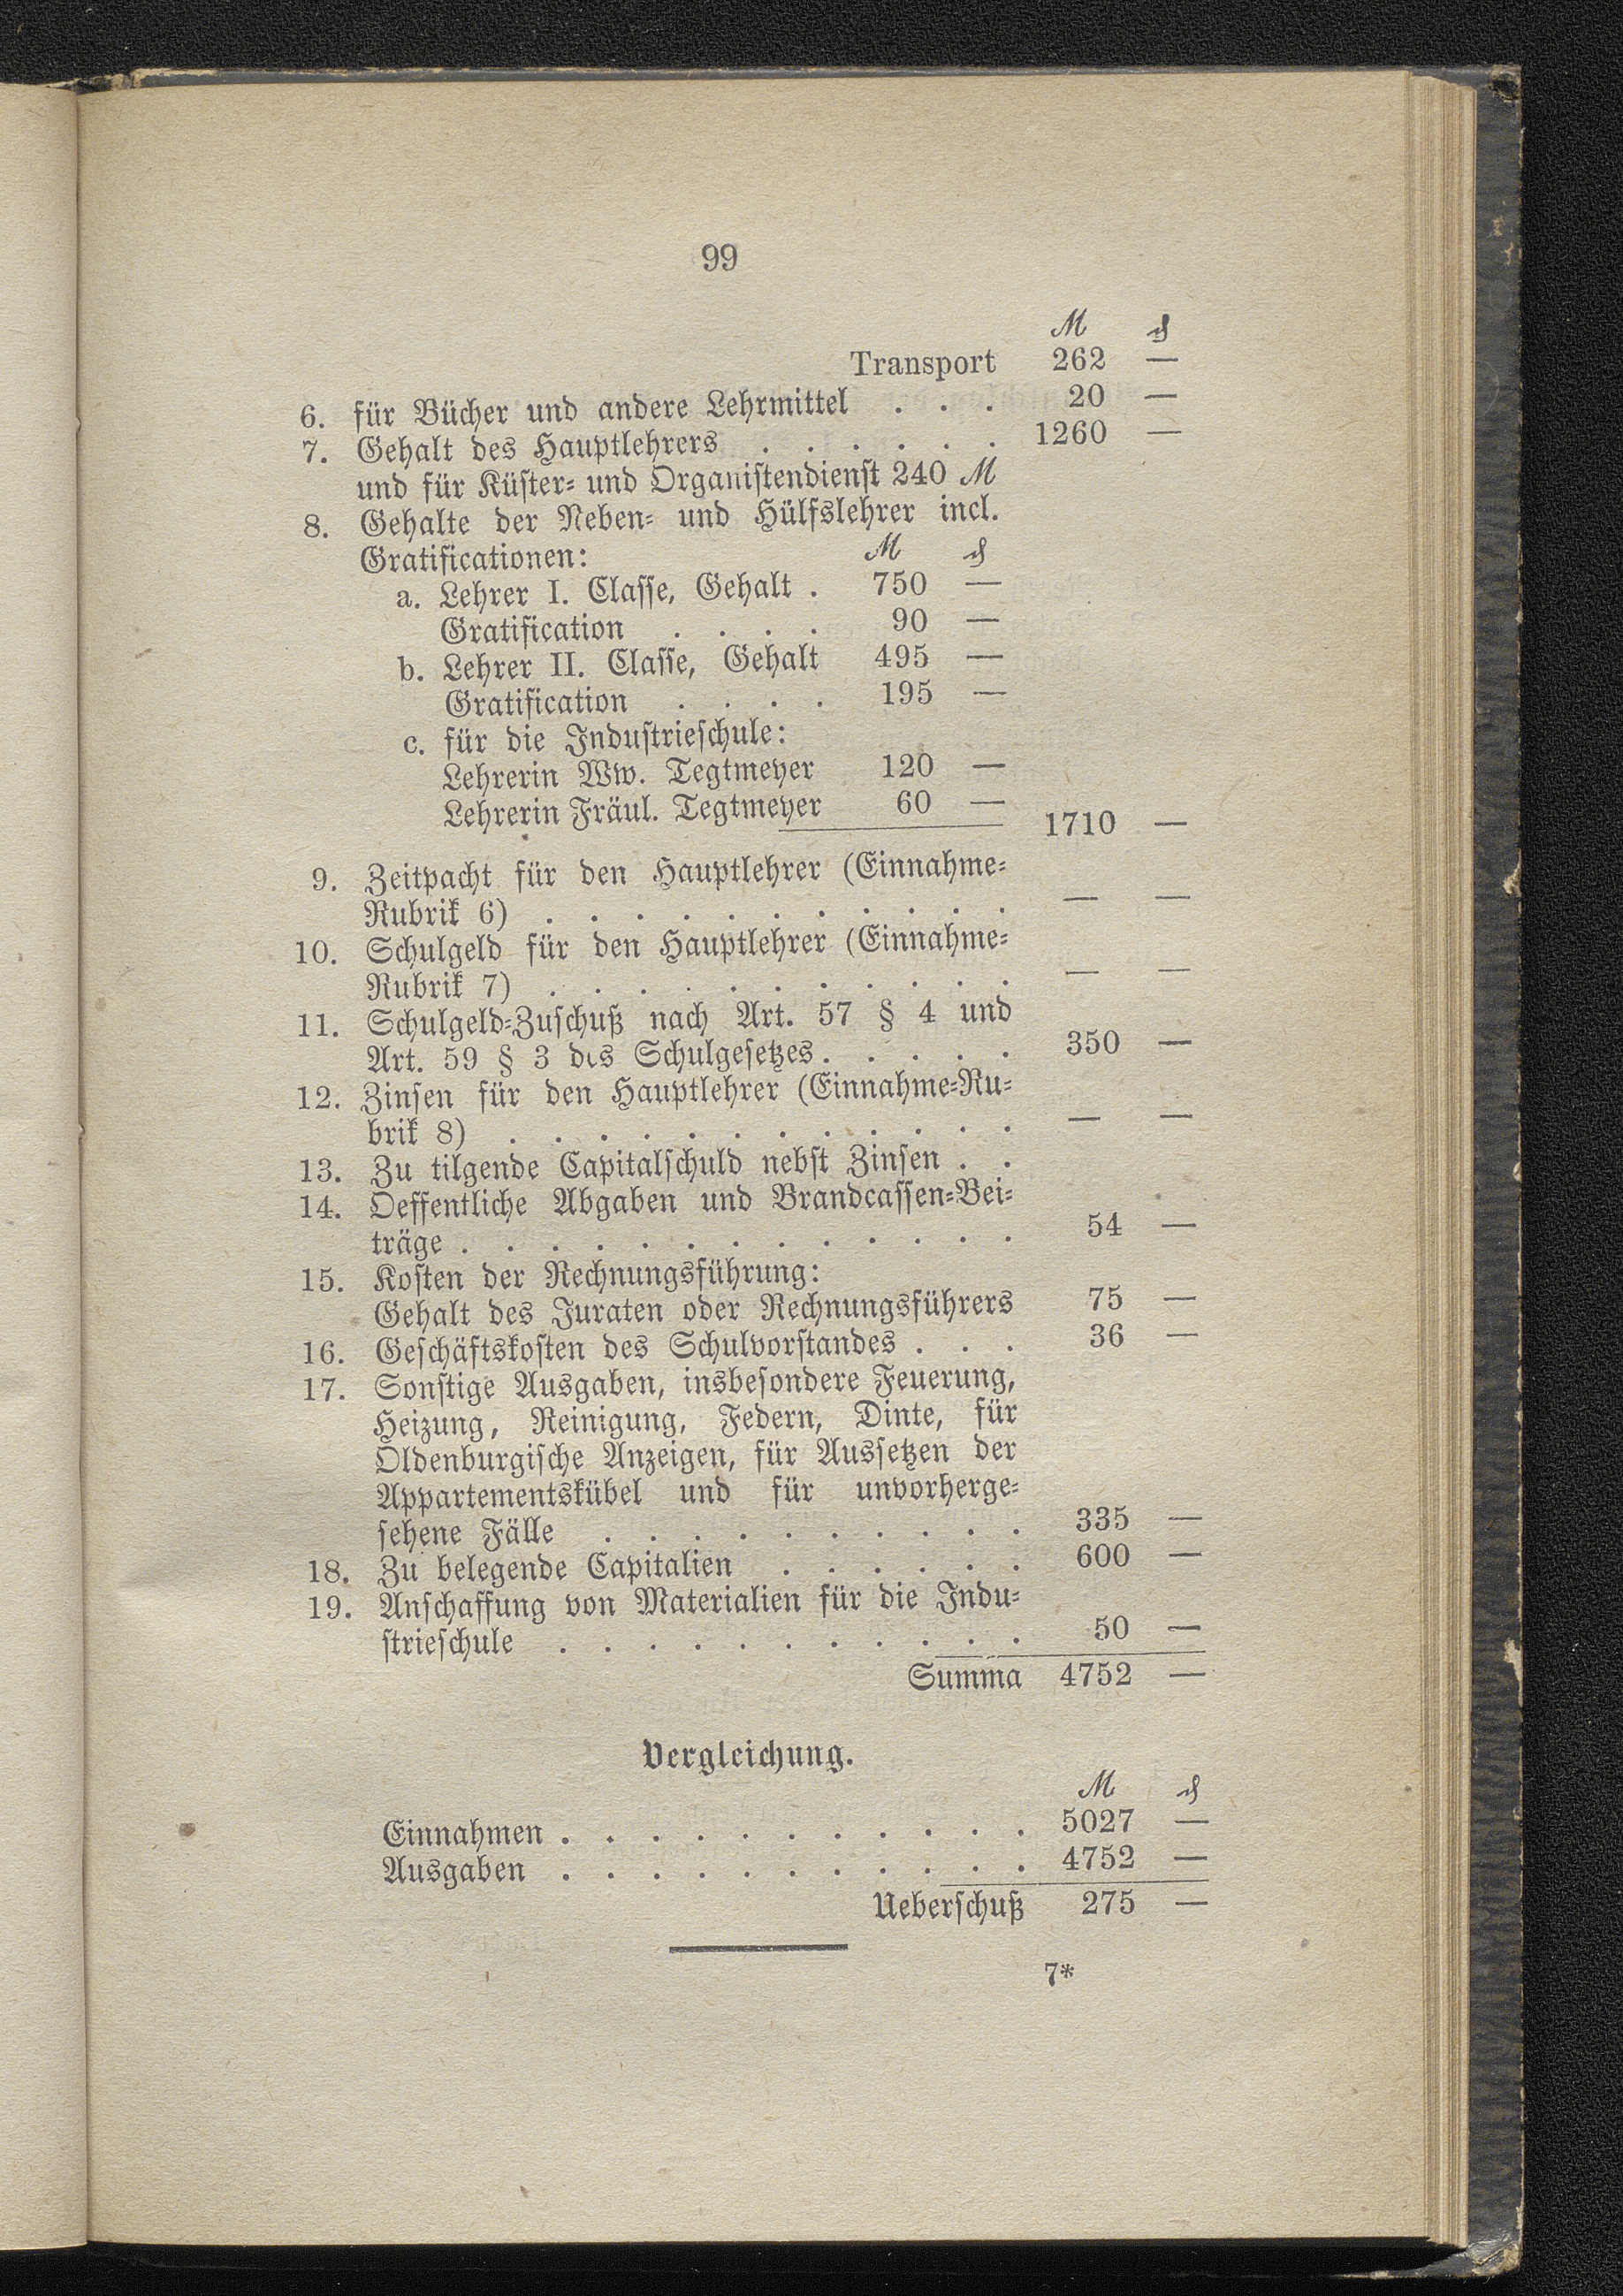 99
ℳ ₰
Transport 262 —
6. für Bücher und andere Lehrmittel . . . 20 —
7. Gehalt des Hauptlehrers . . . . . . 1260 —
und für Küster- und Organistendienst 240 ℳ
8. Gehalte der Neben- und Hülfslehrer incl.
Gratificationen: ℳ ₰
a. Lehrer I. Classe, Gehalt . 750 —
Gratification . . . . 90 —
b. Lehrer II. Classe, Gehalt 495 —
Gratification . . . . 195 —
c. für die Industrieschule:
Lehrerin Ww. Tegtmeyer 120 —
Lehrerin Fräul. Tegtmeyer 60 —
1710 —
9. Zeitpacht für den Hauptlehrer (Einnahme-
Rubrik 6) . . . . . . . . . . . — —
10. Schulgeld für den Hauptlehrer (Einnahme-
Rubrik 7) . . . . . . . . . . . — —
11. Schulgeld-Zuschuß nach Art. 57 § 4 und
Art. 59 § 3 des Schulgesetzes . . . . . 350 —
12. Zinsen für den Hauptlehrer (Einnahme-Ru-
brik 8) . . . . . . . . . . . . — —
13. Zu tilgende Capitalschuld nebst Zinsen . .
14. Oeffentliche Abgaben und Brandcassen-Bei-
träge . . . . . . . . . . . . . 54 —
15. Kosten der Rechnungsführung:
Gehalt des Juraten oder Rechnungsführers 75 —
16. Geschäftskosten des Schulvorstandes . . . 36 —
17. Sonstige Ausgaben, insbesondere Feuerung,
Heizung, Reinigung, Federn, Dinte, für
Oldenburgische Anzeigen, für Aussetzen der
Appartementskübel und für unvorherge-
sehene Fälle . . . . . . . . . . 335 —
18. Zu belegende Capitalien . . . . . . 600 —
19. Anschaffung von Materialien für die Indu-
strieschule . . . . . . . . . . . 50 —
Summa 4752 —
Vergleichung.
ℳ ₰
Einnahmen . . . . . . . . . . . 5027 —
Ausgaben . . . . . . . . . . . 4752 —
Ueberschuß 275 —
7*